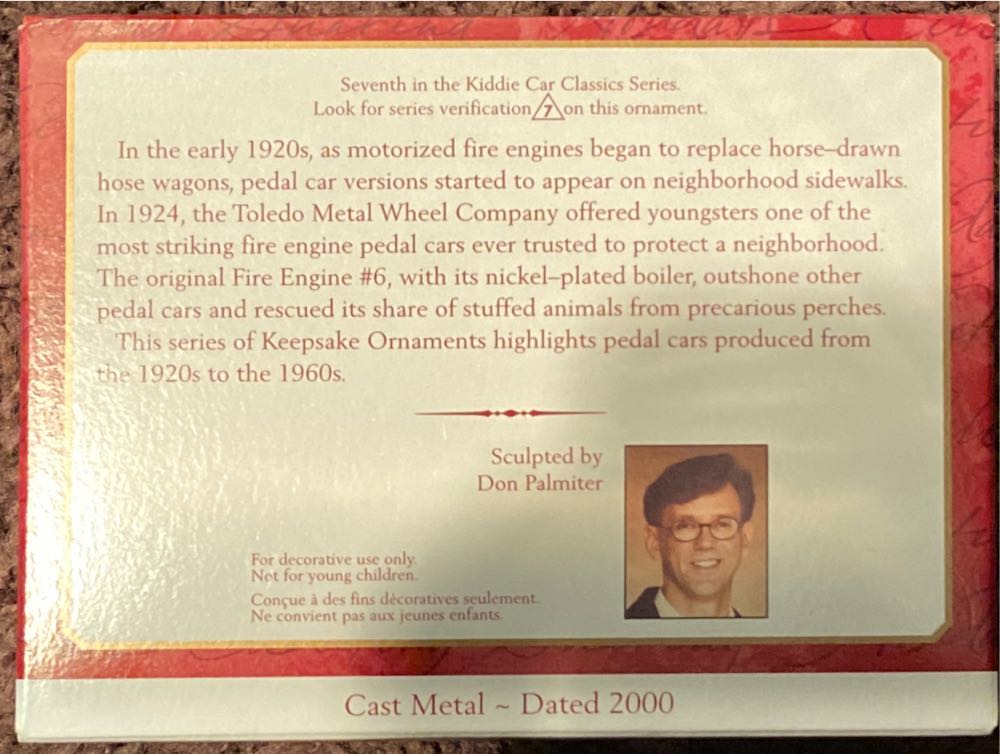 Seventh in the Kiddie Car Classics Series.
Look for series verification 7 on this ornament.
In the early 1920s, as motorized fire engines began to replace horse–drawn
hose wagons, pedal car versions started to appear on neighborhood sidewalks.
In 1924, the Toledo Metal Wheel Company offered youngsters one of the
most striking fire engine pedal cars ever trusted to protect a neighborhood.
The original Fire Engine #6, with its nickel–plated boiler, outshone other
pedal cars and rescued its share of stuffed animals from precarious perches.
This series of Keepsake Ornaments highlights pedal cars produced from
the 1920s to the 1960s.
Sculpted by
Don Palmiter
For decorative use only.
Not for young children.
Conçue à des fins décoratives seulement.
Ne convient pas aux jeunes enfants.
Cast Metal ~ Dated 2000